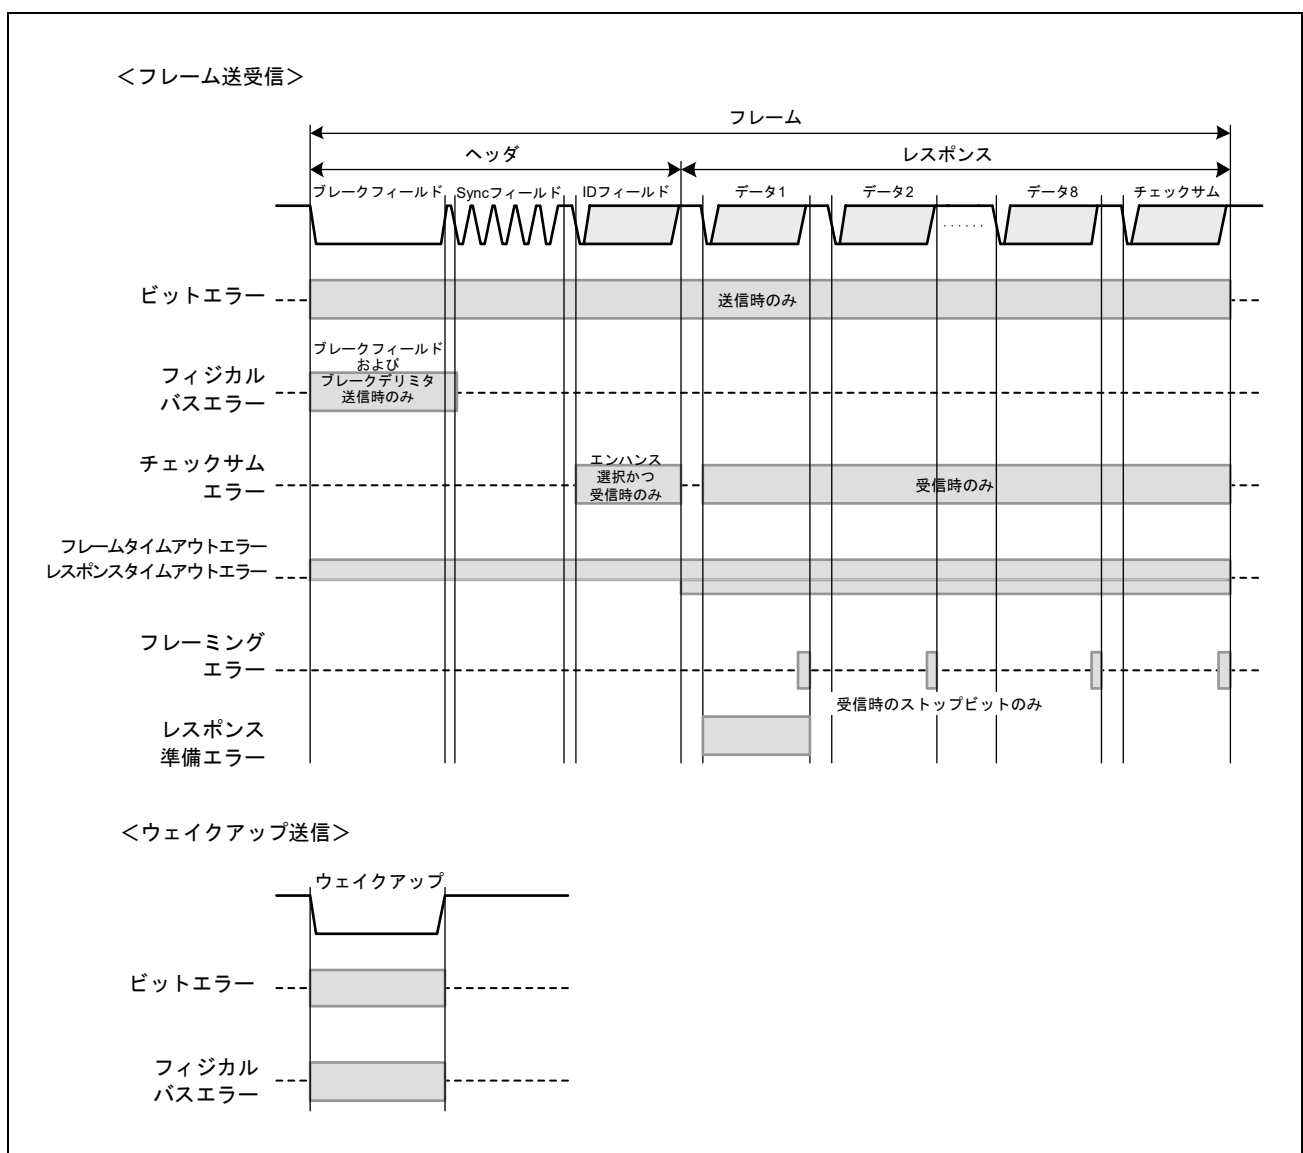 ＜フレーム送受信＞
フレーム
ヘッダ
レスポンス
ブレークフィールド
Syncフィールド
IDフィールド
データ1
データ2
データ8
チェックサム
......
ビットエラー
送信時のみ
フィジカル
バスエラー
ブレークフィールド
および
ブレークデリミタ
送信時のみ
チェックサム
エラー
エンハンス
選択かつ
受信時のみ
受信時のみ
フレームタイムアウトエラー
レスポンスタイムアウトエラー
フレーミング
エラー
受信時のストップビットのみ
レスポンス
準備エラー
＜ウェイクアップ送信＞
ウェイクアップ
ビットエラー
フィジカル
バスエラー